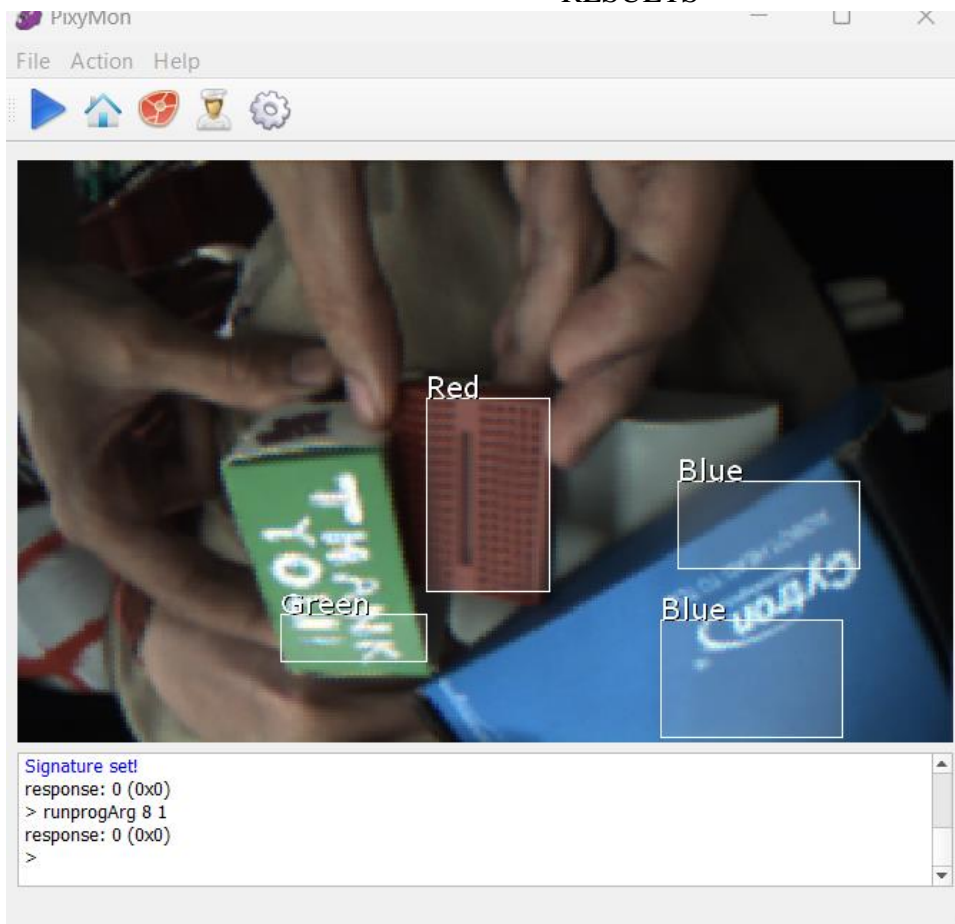 RESULTS
PixyMon
File Action Help
Red
Blue
THANK
YOU!
Green
Blue
Cytron
Signature set!
response: 0 (0x0)
> runprogArg 8 1
response: 0 (0x0)
>